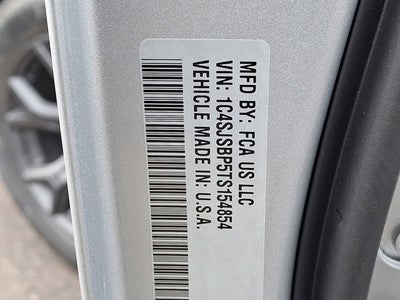 MFD BY: FCA US LLC
VIN: 1C4SJSBP5TS154854
VEHICLE MADE IN: U.S.A.